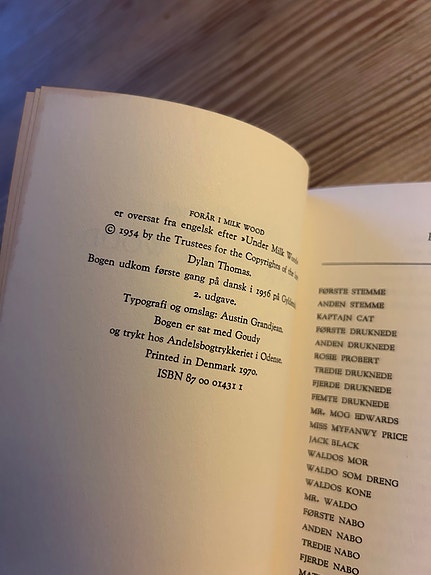 FORÅR I MILK WOOD
er oversat fra engelsk efter »Under Milk Wood«
© 1954 by the Trustees for the Copyrights of the late
Dylan Thomas.
Bogen udkom første gang på dansk i 1956 på
2. udgave.
Typografi og omslag: Austin Grandjean.
Bogen er sat med Goudy
og trykt hos Andelsbogtrykkeriet i Odense.
Printed in Denmark 1970.
ISBN 87 00 01431 1
FØRSTE STEMME
ANDEN STEMME
KAPTAJN CAT
FØRSTE DRUKNEDE
ANDEN DRUKNEDE
ROSIE PROBERT
TREDIE DRUKNEDE
FJERDE DRUKNEDE
FEMTE DRUKNEDE
MR. MOG EDWARDS
MISS MYFANWY PRICE
JACK BLACK
WALDOS MOR
WALDO SOM DRENG
WALDOS KONE
MR. WALDO
FØRSTE NABO
ANDEN NABO
TREDIE NABO
FJERDE NABO